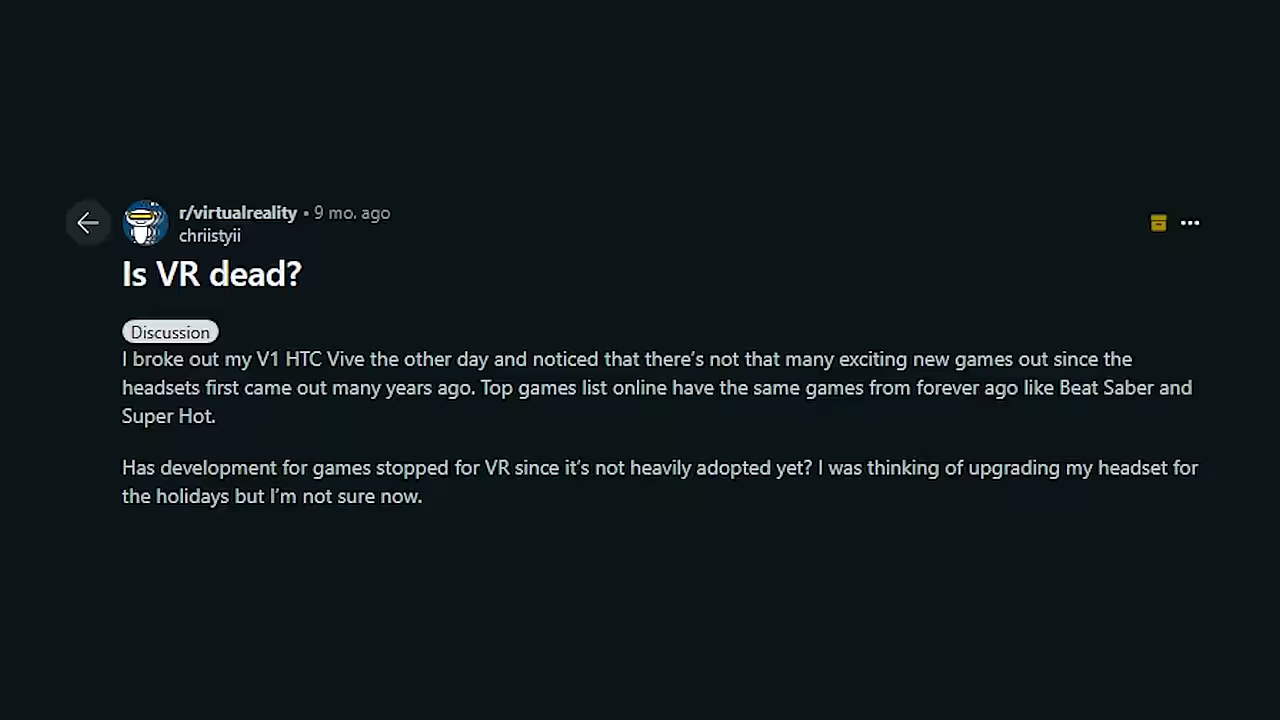 r/virtualreality • 9 mo. ago
chriistyii
Is VR dead?
Discussion
I broke out my V1 HTC Vive the other day and noticed that there’s not that many exciting new games out since the
headsets first came out many years ago. Top games list online have the same games from forever ago like Beat Saber and
Super Hot.
Has development for games stopped for VR since it’s not heavily adopted yet? I was thinking of upgrading my headset for
the holidays but I’m not sure now.